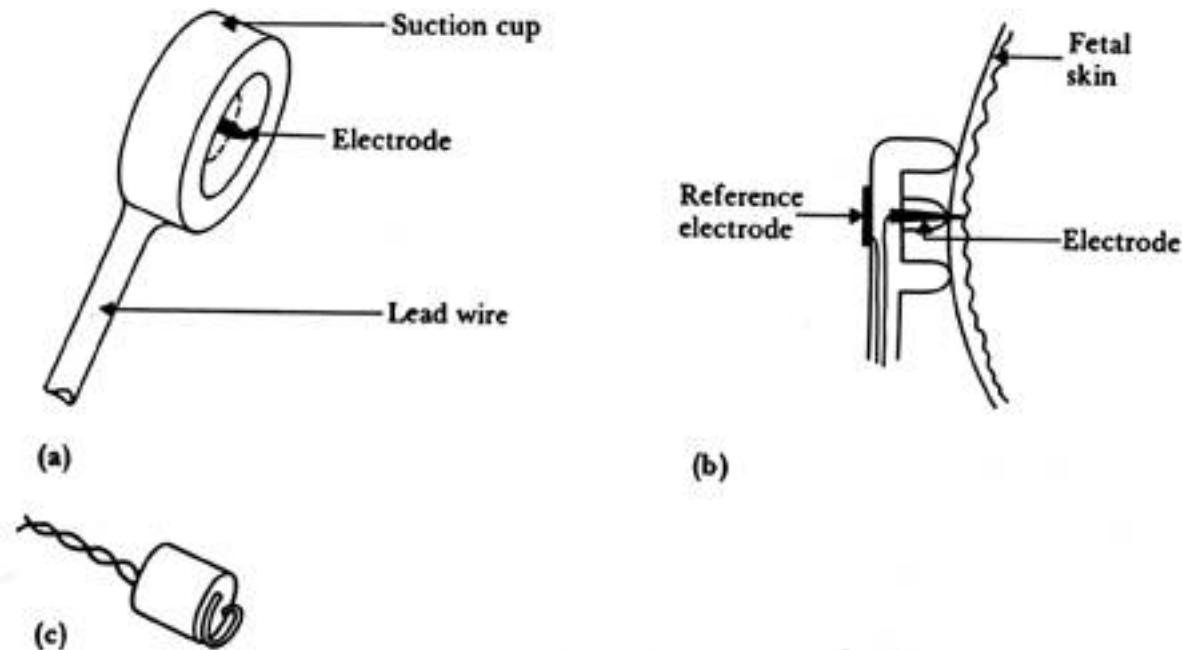 Suction cup
Electrode
Lead wire
(a)
Fetal
skin
Reference
electrode
Electrode
(b)
(c)